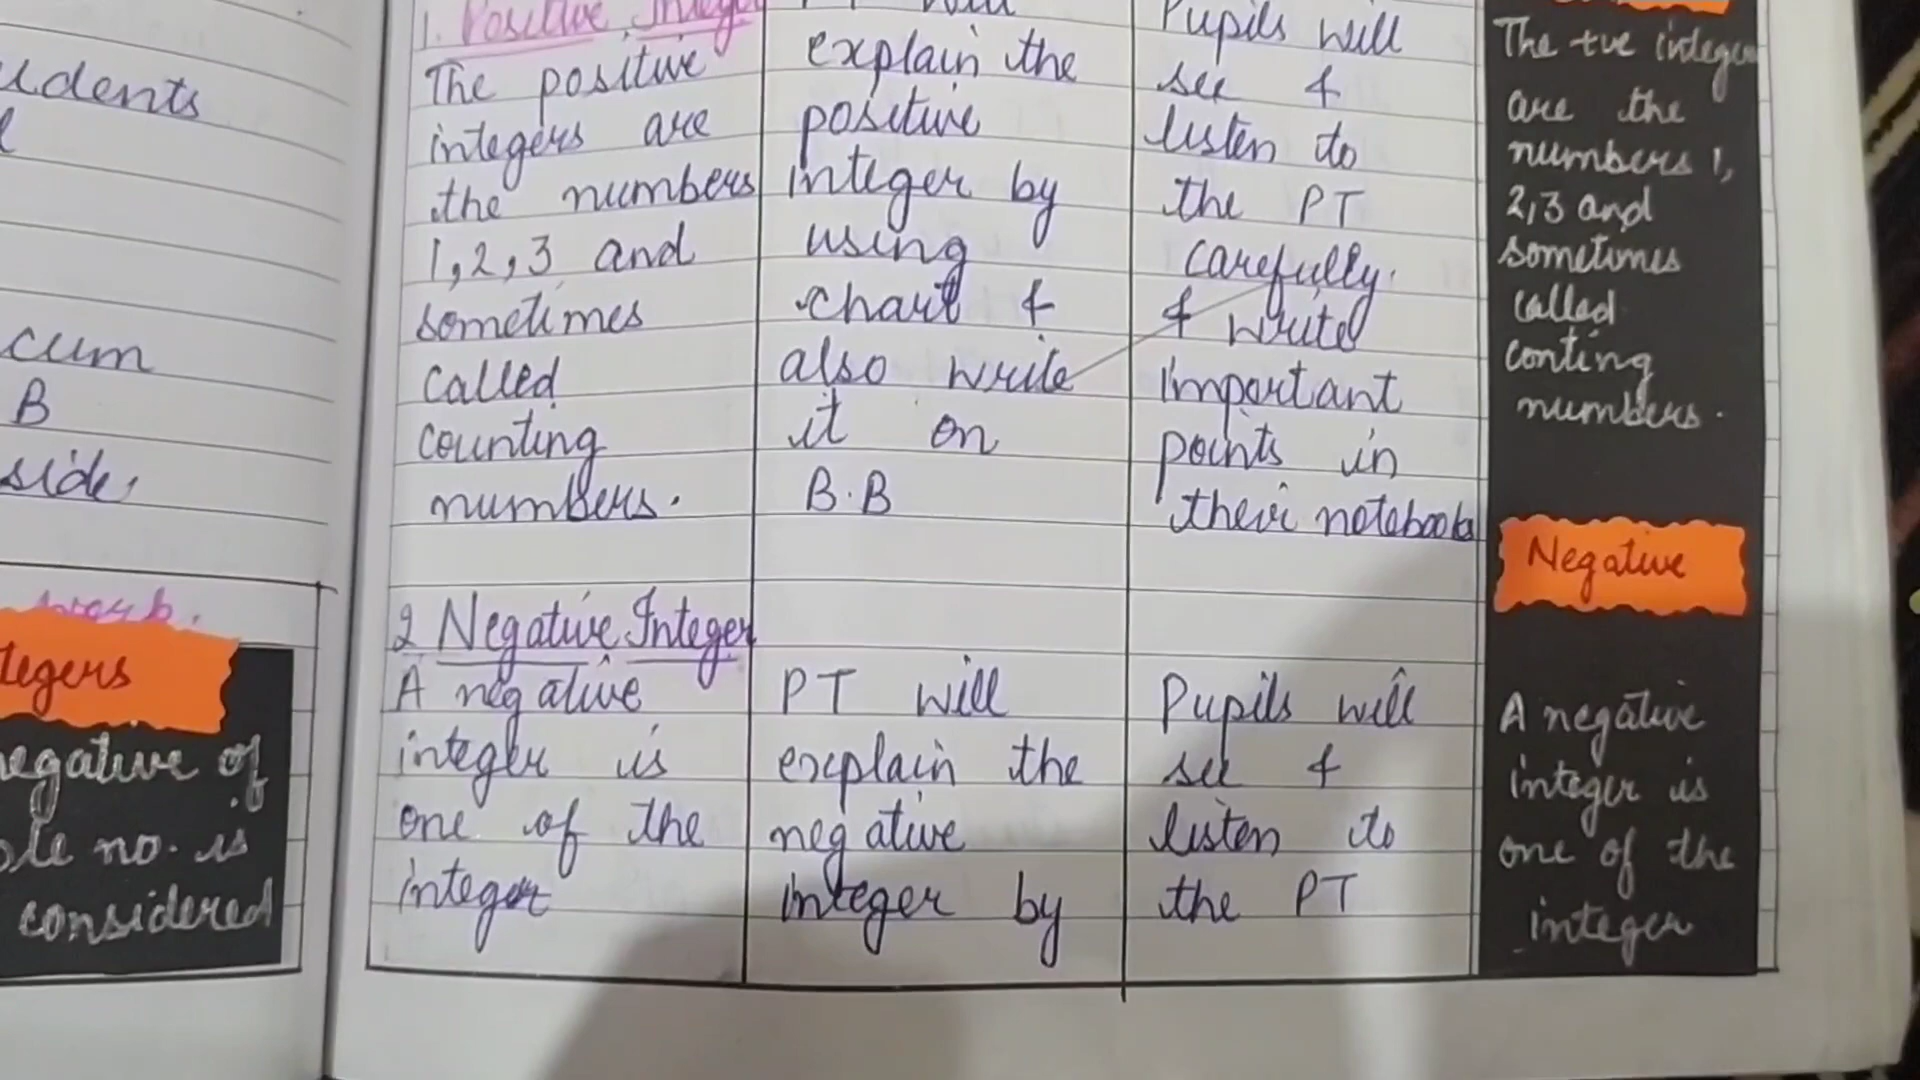 udents
cum
B
side,
tegers
negative of
no. is
considered
1. Positive Integer
The positive
integers are
the numbers
1, 2, 3 and
sometimes
called
counting
numbers.
2 Negative Integer
A negative
integer is
one of the
integer
will
explain the
positive
integer by
using
chart &
also write
it on
B.B
PT will
explain the
negative
integer by
Pupils will
see &
listen to
the PT
carefully.
& write
important
points in
their notebooks
Pupils will
see &
listen to
the PT
The +ve integer
are the
numbers 1,
2,3 and
sometimes
called
conting
numbers.
Negative
A negative
integer is
one of the
integer